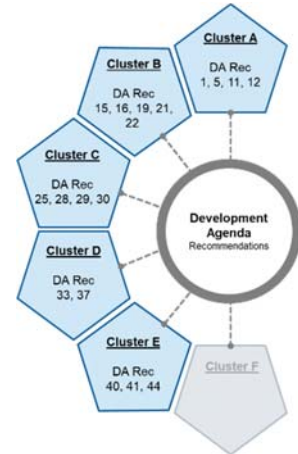 Cluster A
DA Rec
1, 5, 11, 12
Cluster B
DA Rec
15, 16, 19, 21,
22
Cluster C
DA Rec
25, 28, 29, 30
Development
Agenda
Recommendations
Cluster D
DA Rec
33, 37
Cluster E
DA Rec
40, 41, 44
Cluster F